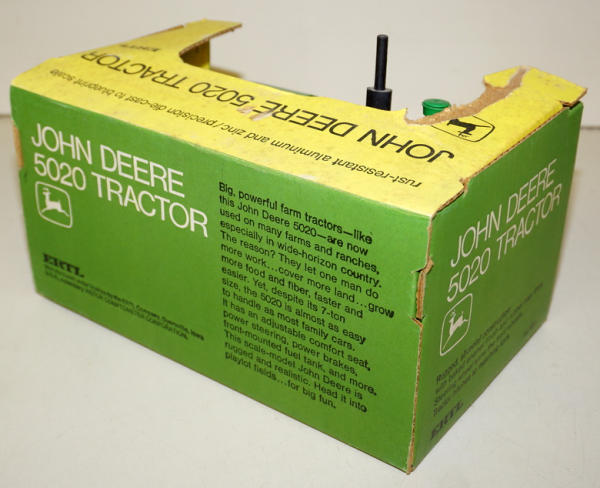 ERTL
JOHN DEERE 5020 TRACTOR
rust-resistant aluminum and zinc/precision die-cast to blueprint scale
JOHN DEERE 5020 TRACTOR
JOHN DEERE
5020 TRACTOR
ERTL
Big, powerful farm tractors—like
this John Deere 5020—are now
used on many farms and ranches,
especially in wide-horizon country.
The reason? They let one man do
more work...cover more land...grow
more food and fiber, faster and
easier. Yet, despite its 7-ton
size, the 5020 is almost as easy
to handle as most family cars.
It has an adjustable comfort seat,
power steering, power brakes,
front-mounted fuel tank, and more.
This scale-model John Deere is
rugged and realistic. Head it into
playlot fields...for big fun.
JOHN DEERE
5020 TRACTOR
ERTL